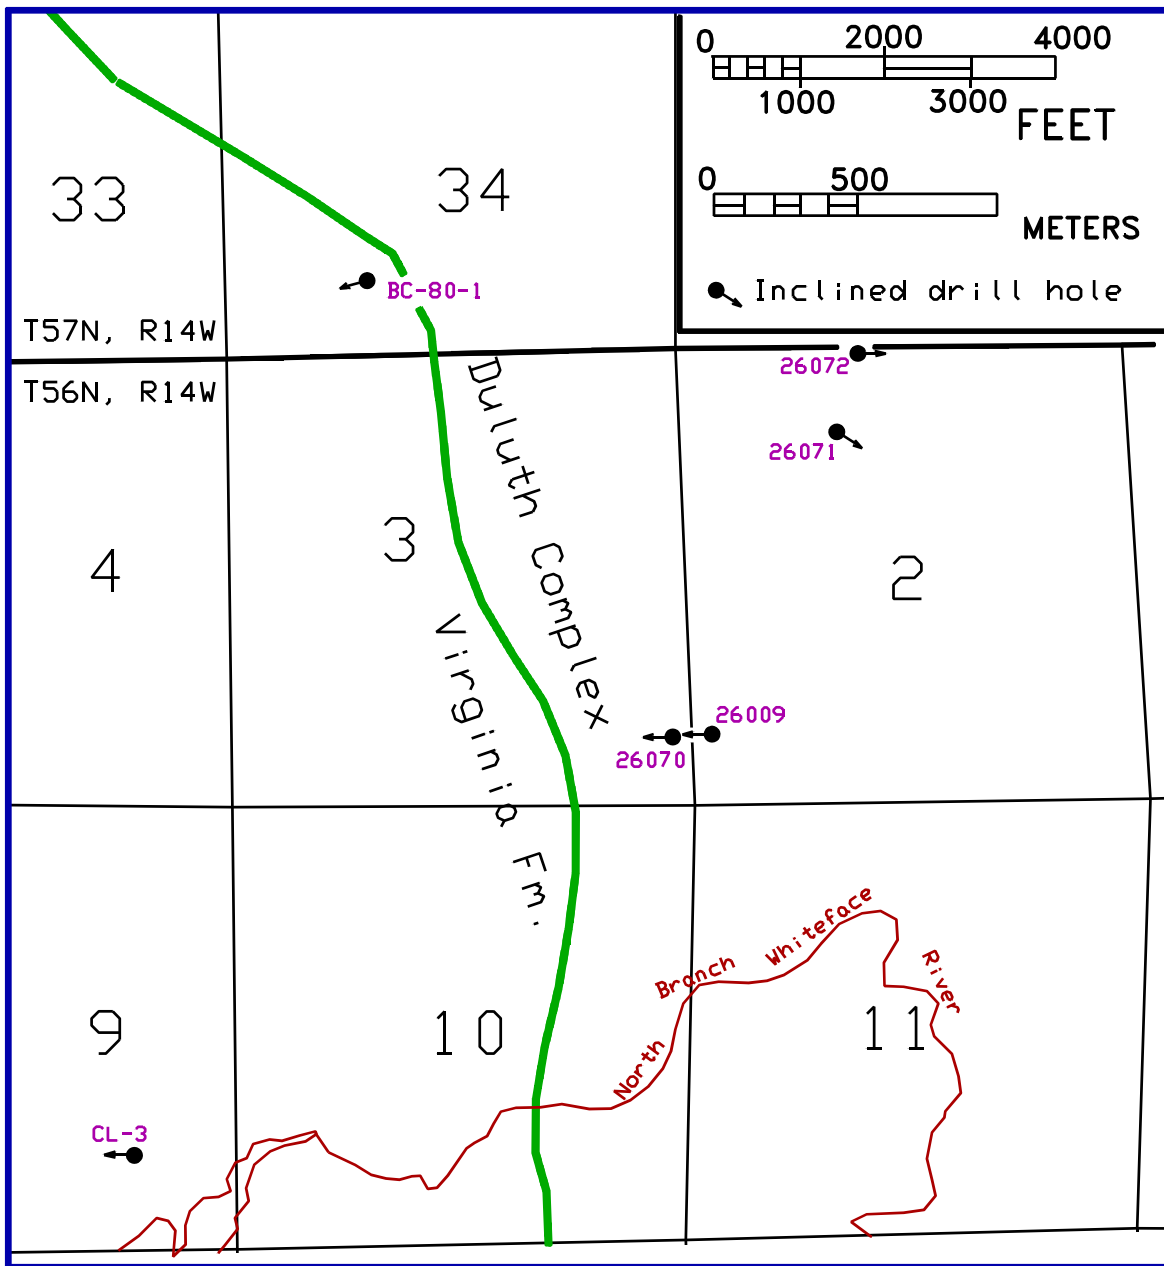 0 2000 4000
1000 3000
FEET
0 500
METERS
Inclined drill hole
33
34
BC-80-1
T57N, R14W
T56N, R14W
26072
26071
Duluth Complex
3
4
2
Virginia Fm.
26009
26070
North Branch Whiteface River
9
10
11
CL-3